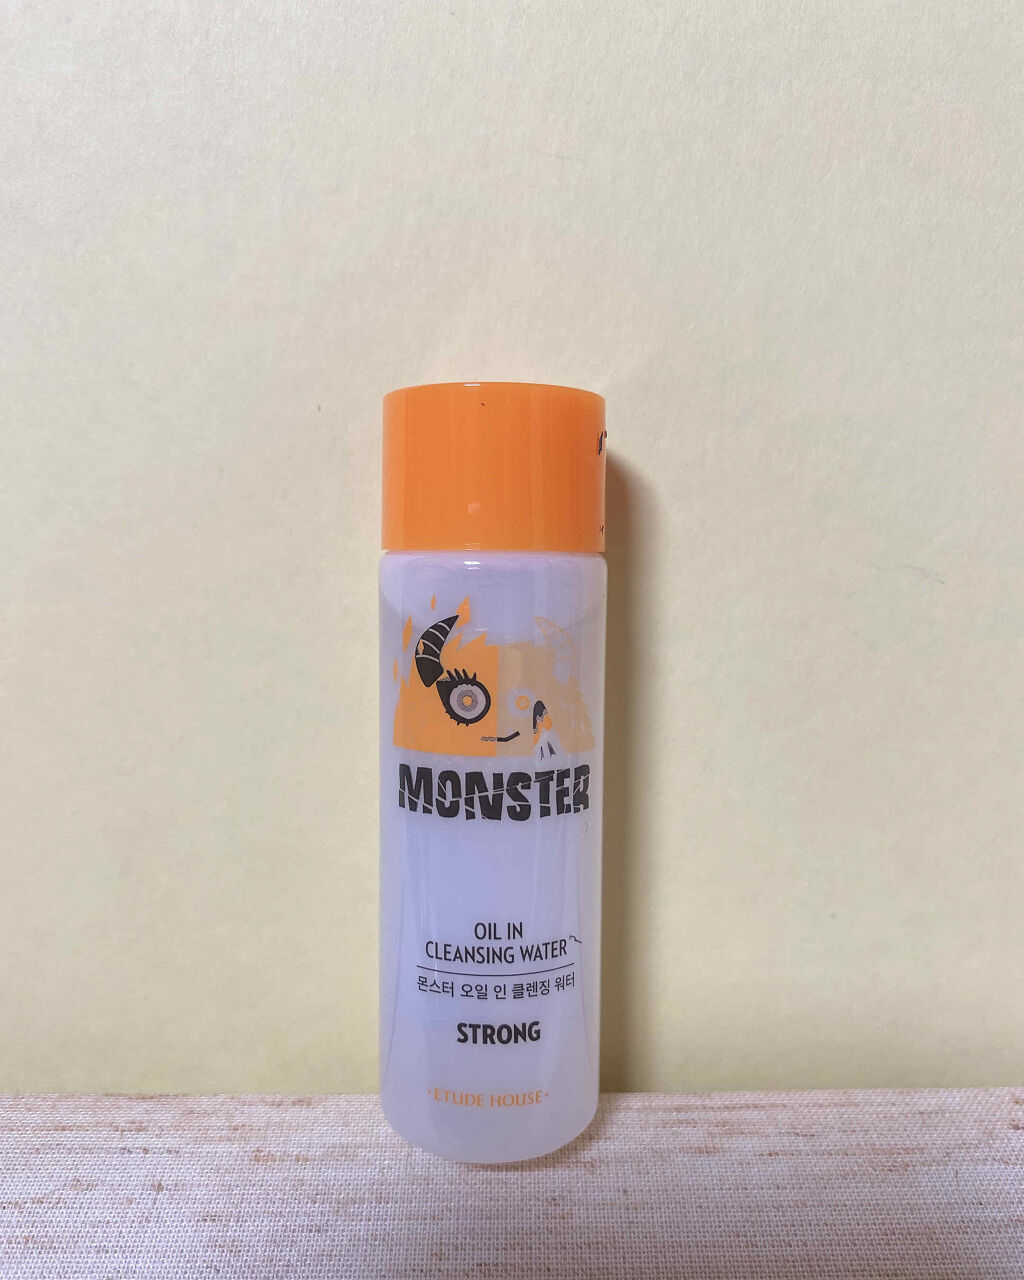 MONSTER
OIL IN
CLEANSING WATER
몬스터 오일 인 클렌징 워터
STRONG
·ETUDE HOUSE·